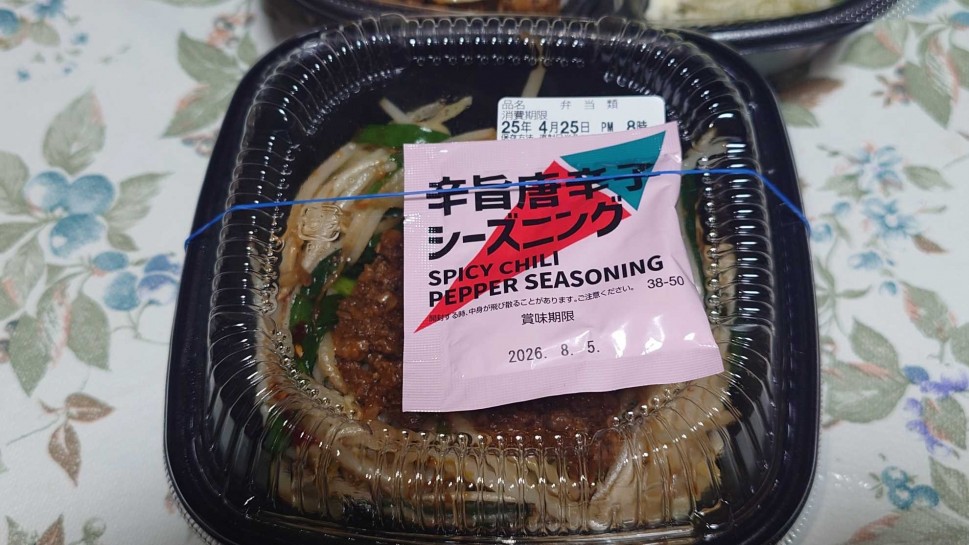 品名 弁当類
消費期限
25年 4月25日 PM 8時
辛旨唐辛子
シーズニング
SPICY CHILI
PEPPER SEASONING
38-50
開封する時、中身が飛び散ることがあります。ご注意ください。
賞味期限
2026. 8. 5.